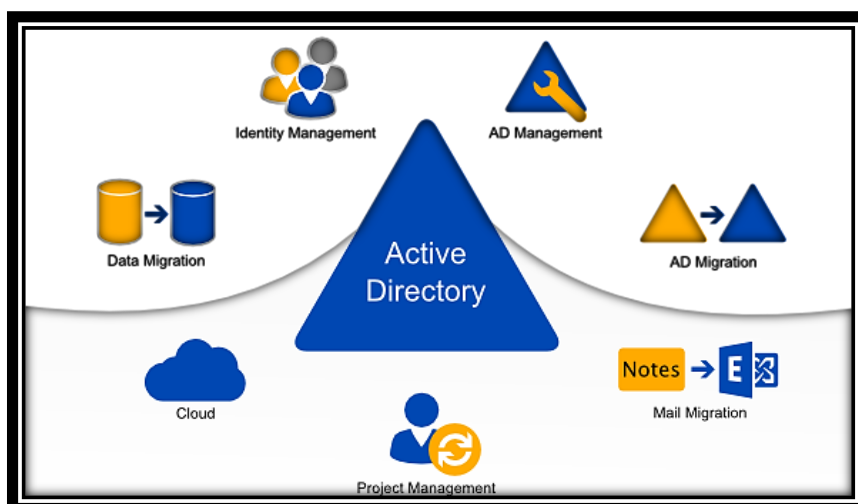 Identity Management
AD Management
Data Migration
Active
Directory
AD Migration
Cloud
Notes
E
Mail Migration
Project Management